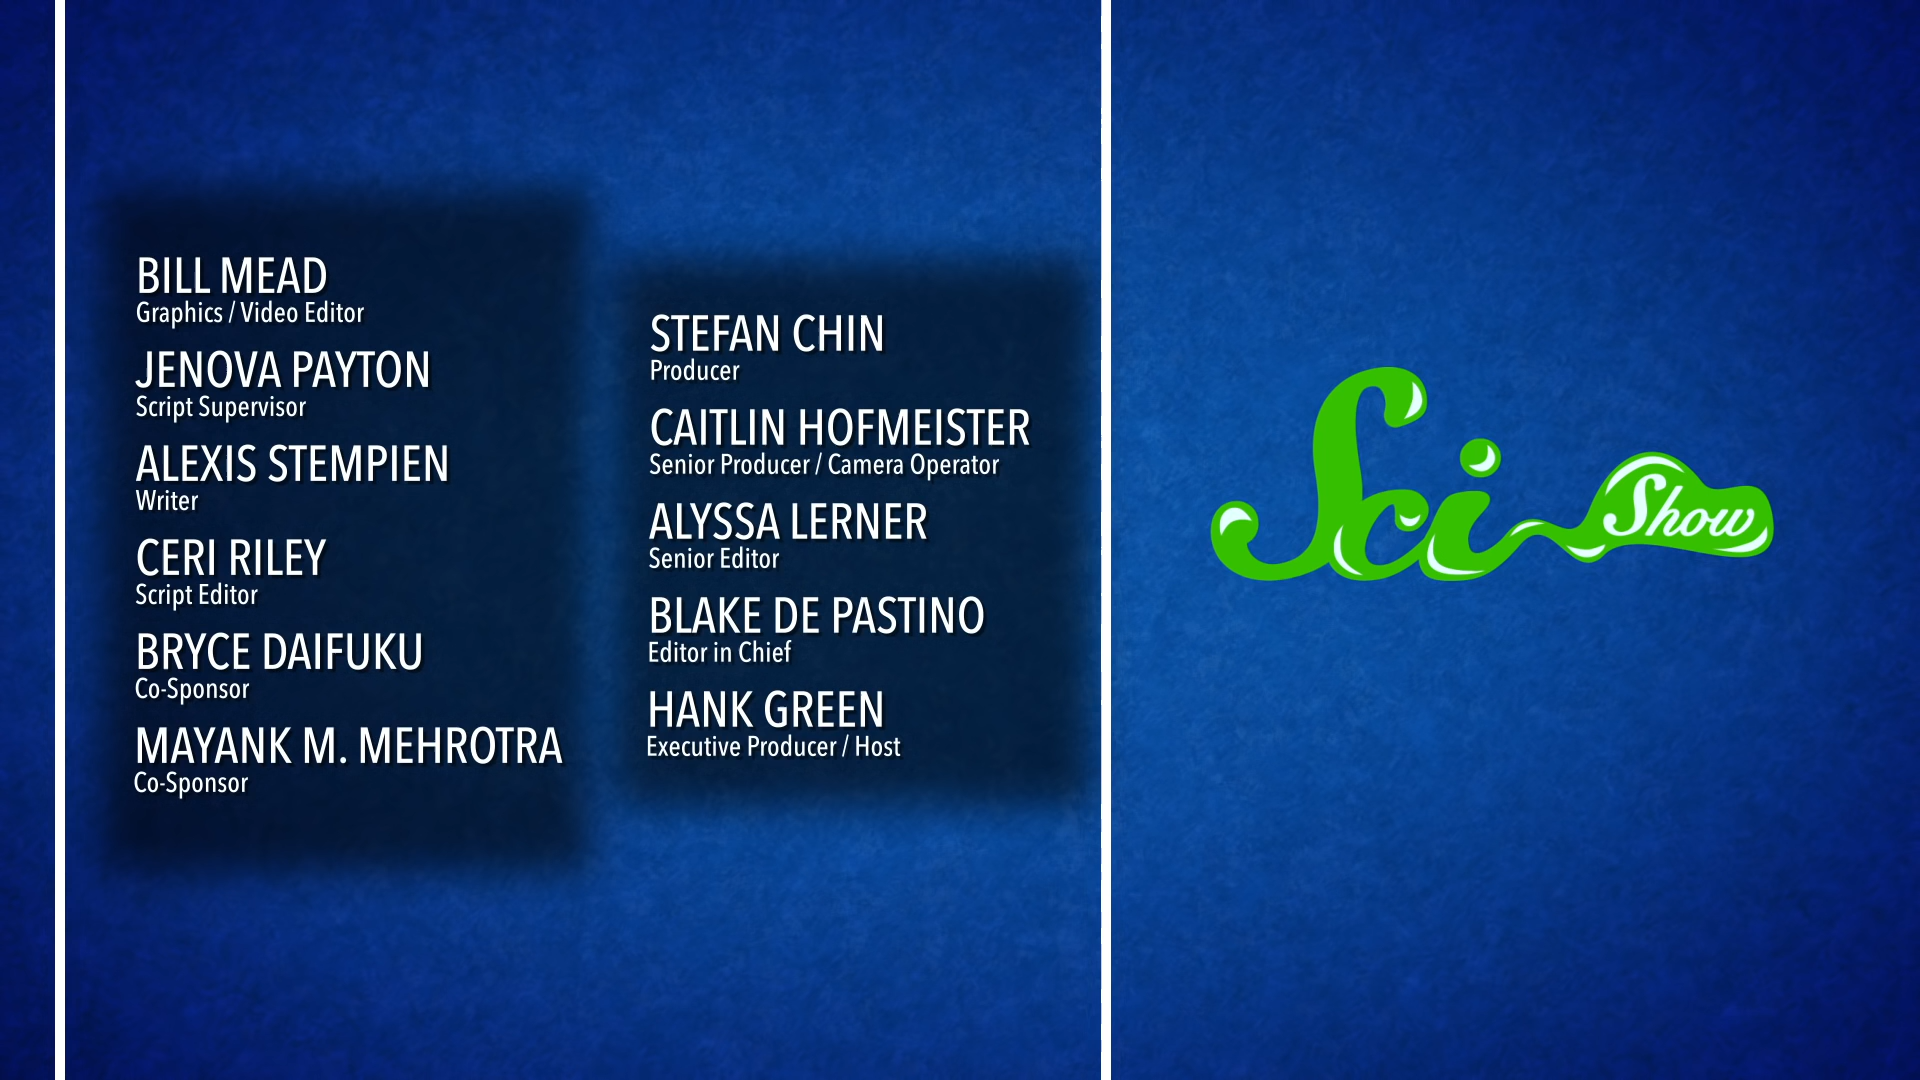 BILL MEAD
Graphics / Video Editor
JENOVA PAYTON
Script Supervisor
ALEXIS STEMPIEN
Writer
CERI RILEY
Script Editor
BRYCE DAIFUKU
Co-Sponsor
MAYANK M. MEHROTRA
Co-Sponsor
STEFAN CHIN
Producer
CAITLIN HOFMEISTER
Senior Producer / Camera Operator
ALYSSA LERNER
Senior Editor
BLAKE DE PASTINO
Editor in Chief
HANK GREEN
Executive Producer / Host
Sci Show